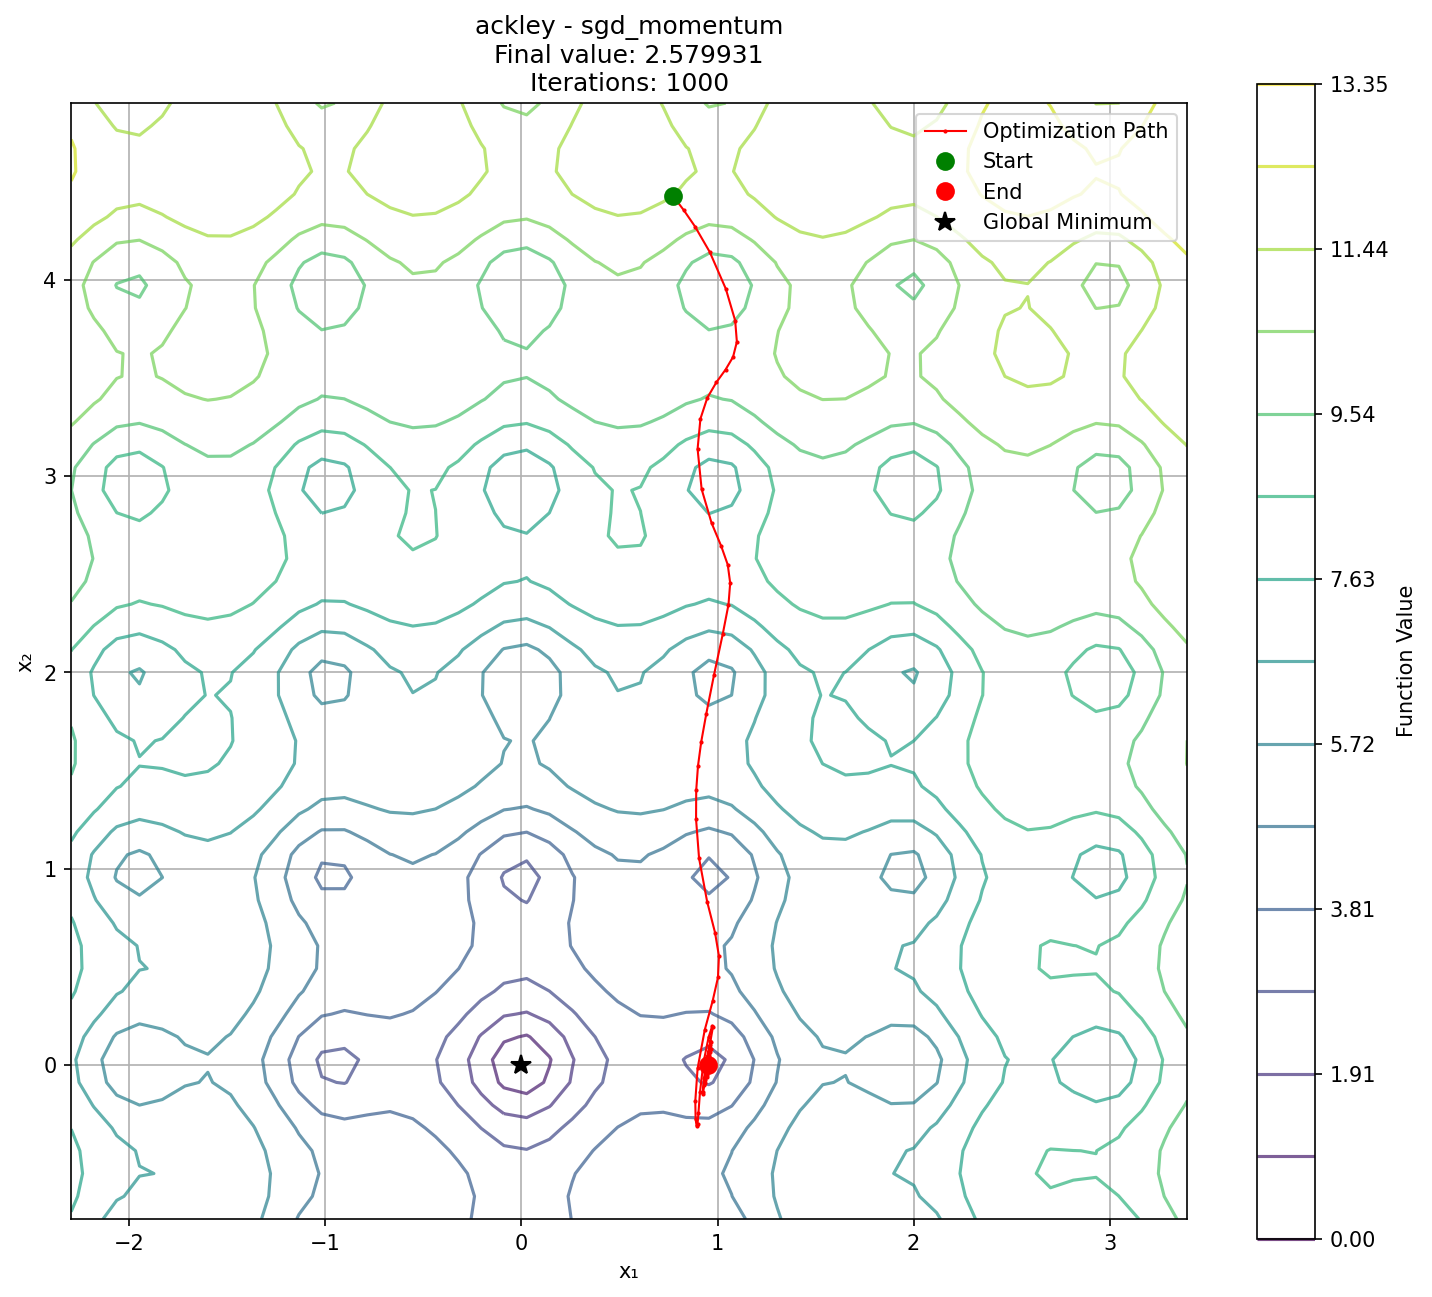 ackley - sgd_momentum
Final value: 2.579931
Iterations: 1000
Optimization Path
Start
End
Global Minimum
4
3
2
1
0
x₂
−2
−1
0
1
2
3
x₁
13.35
11.44
9.54
7.63
5.72
3.81
1.91
0.00
Function Value